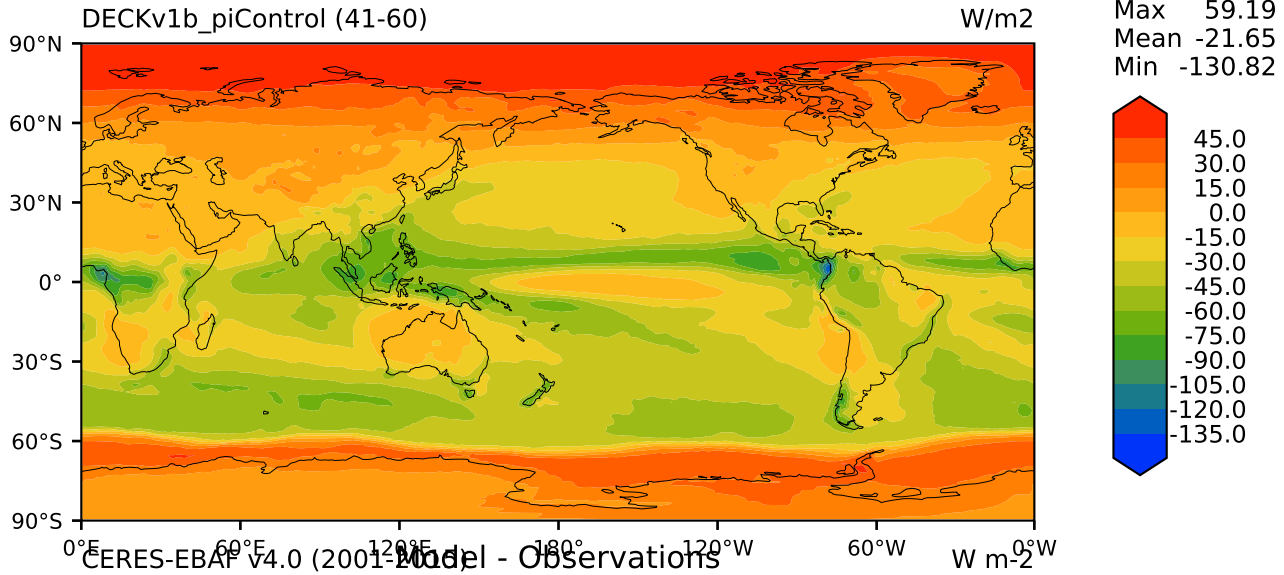 DECKv1b_piControl (41-60) W/m2
Max 59.19
Mean -21.65
Min -130.82
90°N
60°N
30°N
0°
30°S
60°S
90°S
0°E 60°E 120°E 180° 120°W 60°W 0°W
45.0
30.0
15.0
0.0
-15.0
-30.0
-45.0
-60.0
-75.0
-90.0
-105.0
-120.0
-135.0
CERES-EBAF v4.0 (2001- Model - Observations W m-2